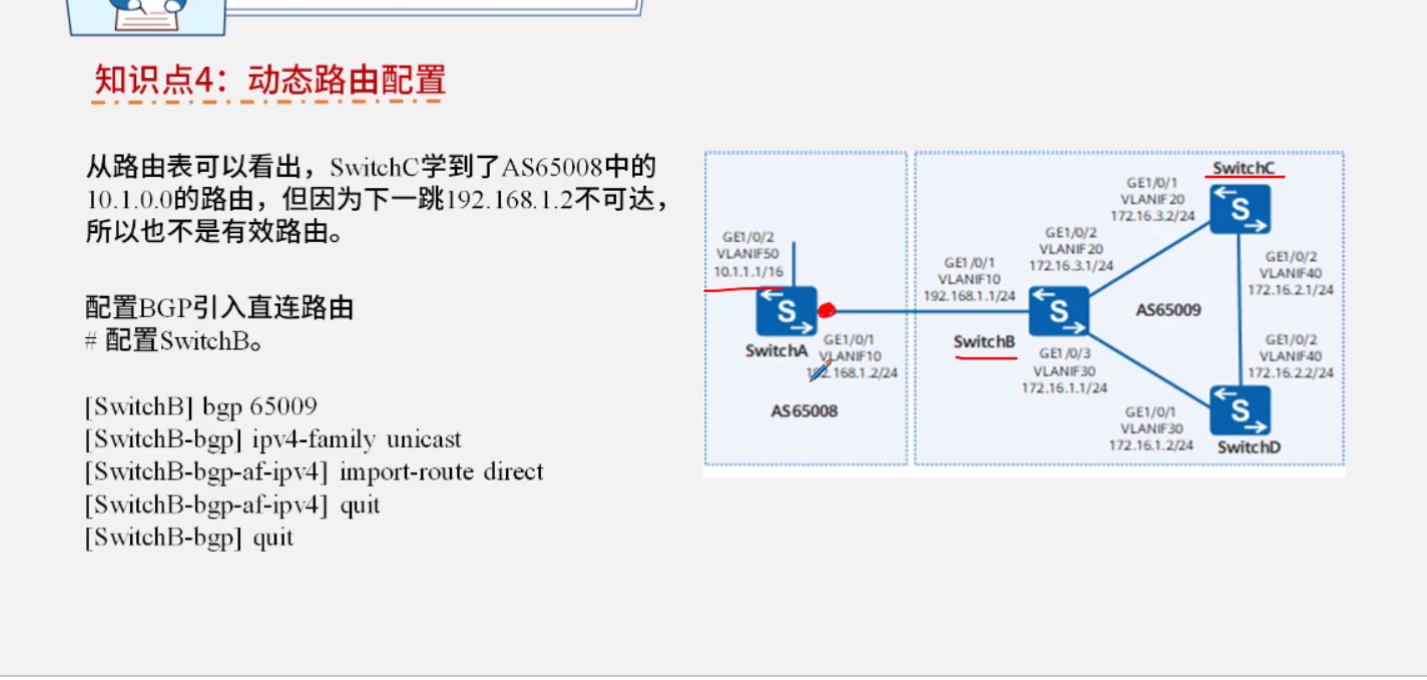 知识点4：动态路由配置
从路由表可以看出，SwitchC学到了AS65008中的
10.1.0.0的路由，但因为下一跳192.168.1.2不可达，
所以也不是有效路由。
配置BGP引入直连路由
# 配置SwitchB。
[SwitchB] bgp 65009
[SwitchB-bgp] ipv4-family unicast
[SwitchB-bgp-af-ipv4] import-route direct
[SwitchB-bgp-af-ipv4] quit
[SwitchB-bgp] quit
GE1/0/2
VLANIF50
10.1.1.1/16
S
SwitchA
GE1/0/1
VLANIF10
192.168.1.2/24
AS65008
GE1/0/1
VLANIF10
192.168.1.1/24
SwitchB
S
GE1/0/2
VLANIF20
172.16.3.1/24
GE1/0/3
VLANIF30
172.16.1.1/24
AS65009
SwitchC
GE1/0/1
VLANIF20
172.16.3.2/24
S
GE1/0/2
VLANIF40
172.16.2.1/24
GE1/0/2
VLANIF40
172.16.2.2/24
S
GE1/0/1
VLANIF30
172.16.1.2/24
SwitchD